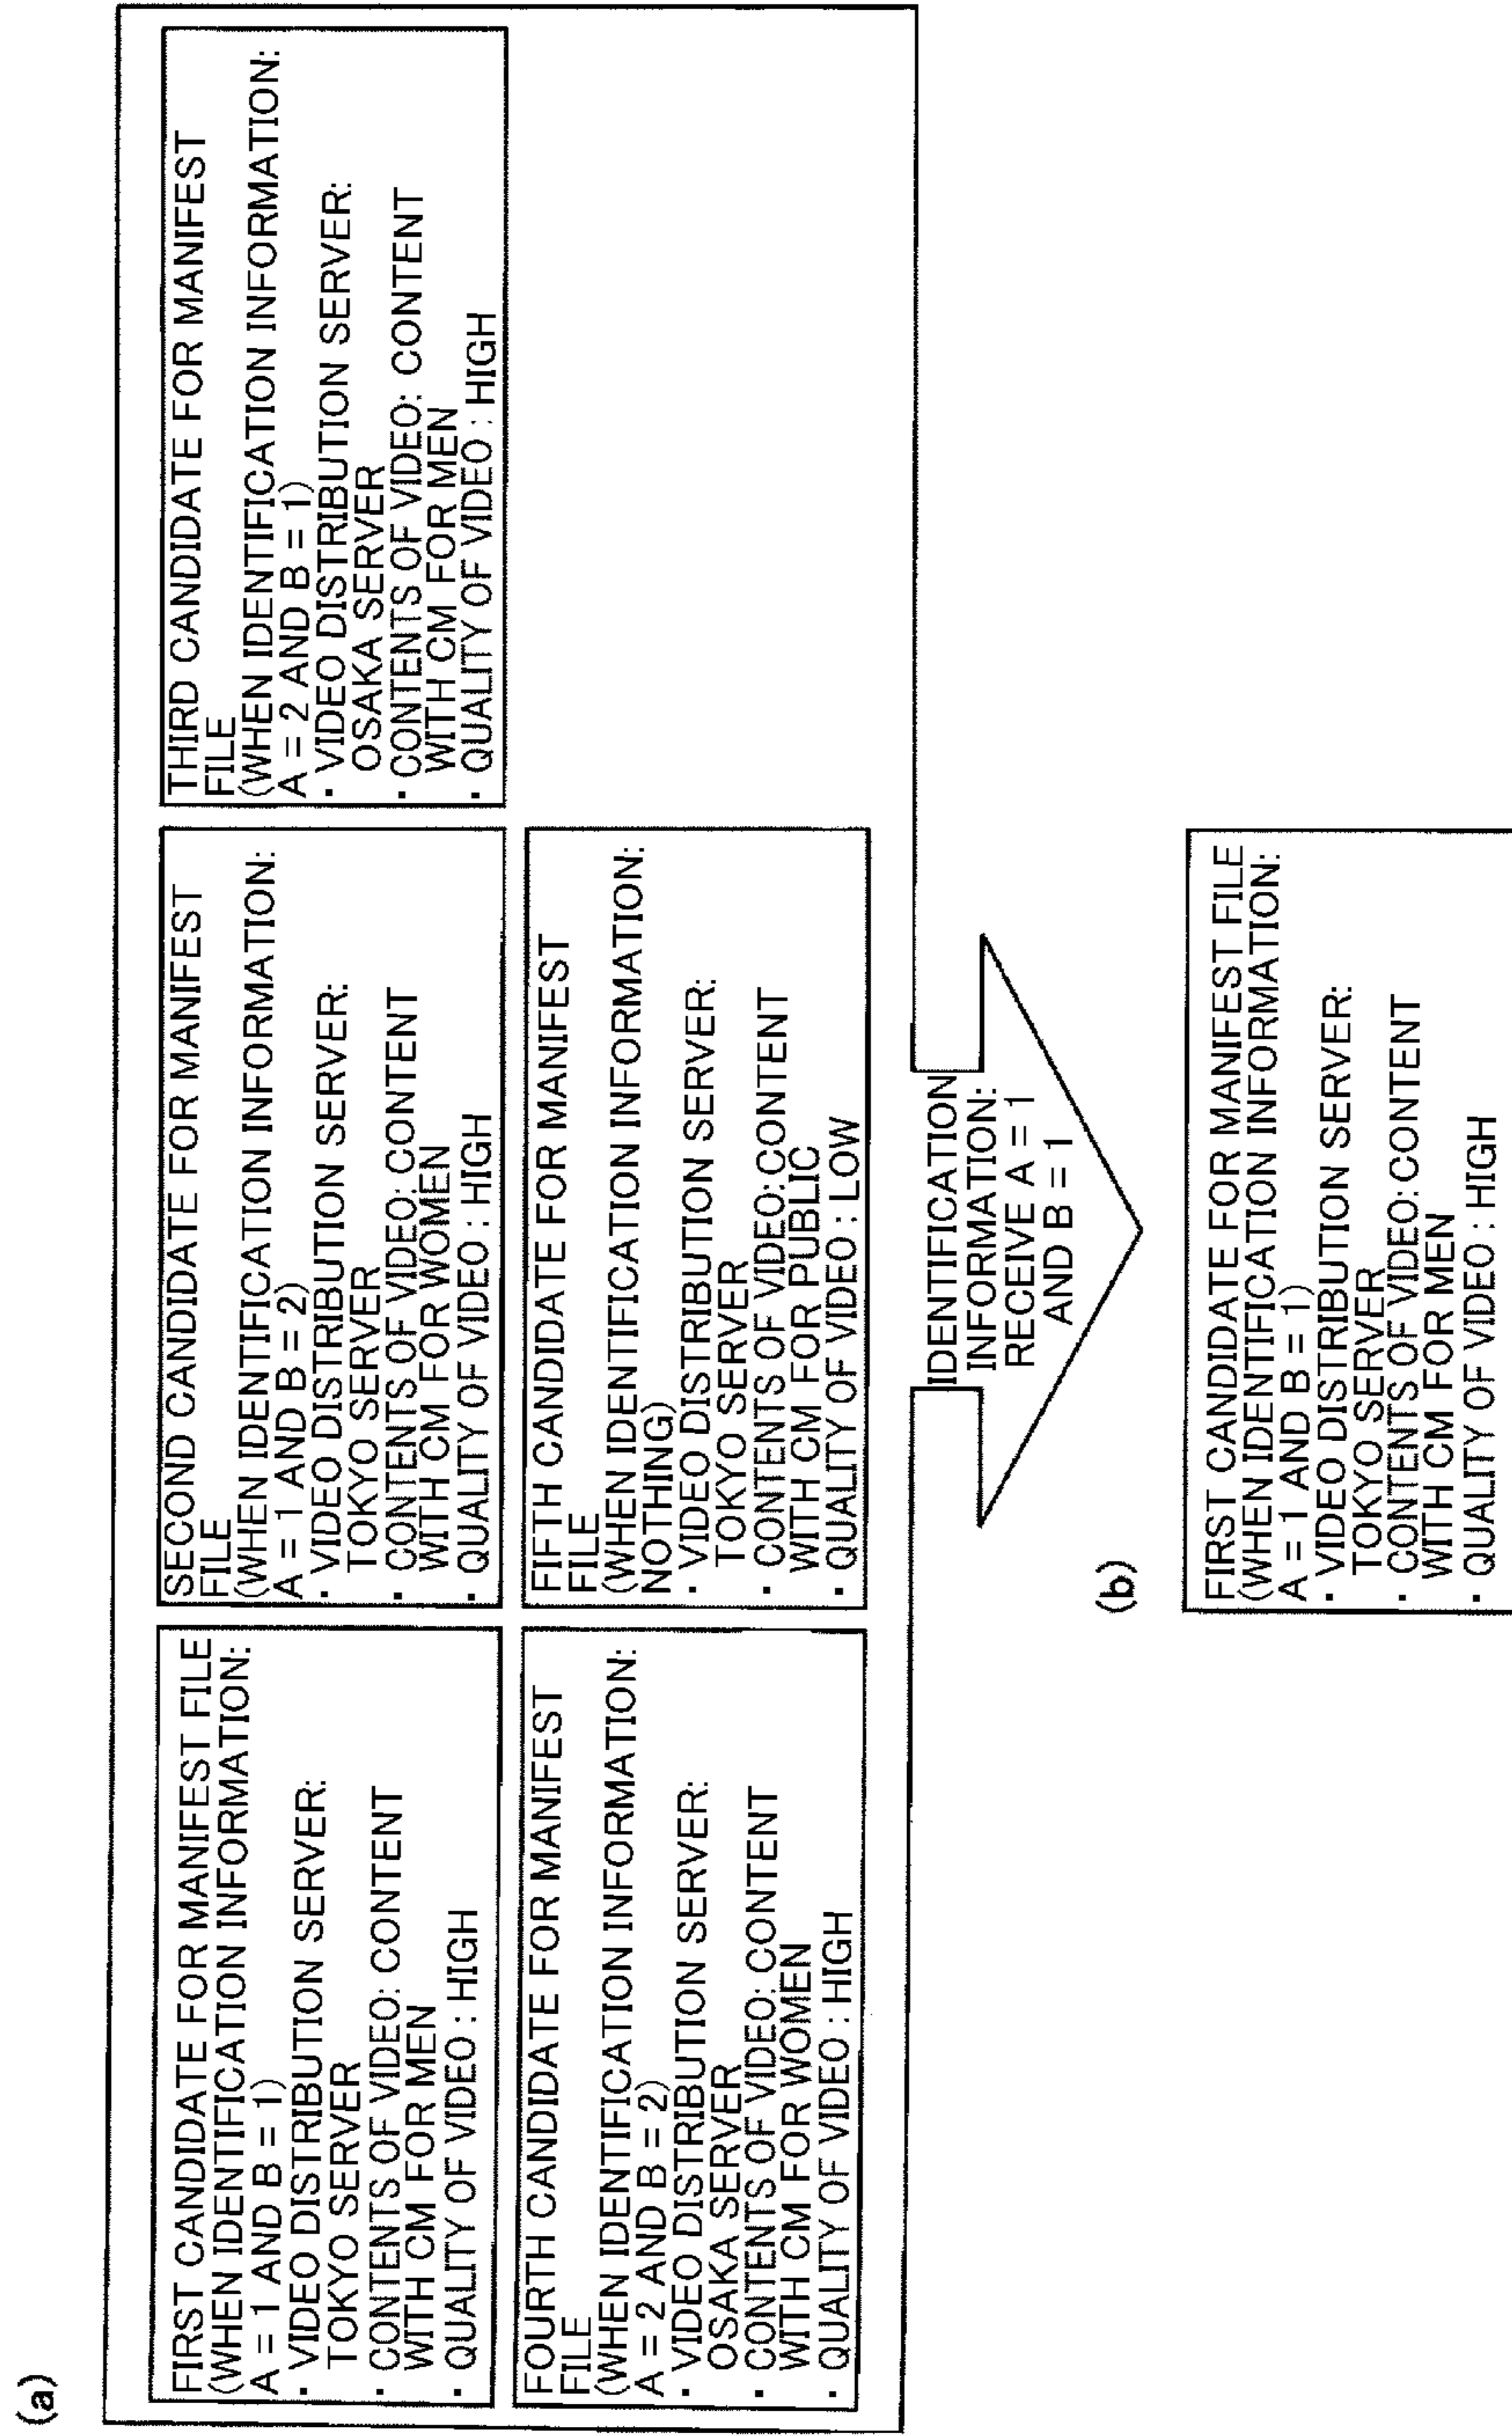 (a)
FIRST CANDIDATE FOR MANIFEST FILE
(WHEN IDENTIFICATION INFORMATION:
A = 1 AND B = 1)
· VIDEO DISTRIBUTION SERVER:
TOKYO SERVER
· CONTENTS OF VIDEO: CONTENT
WITH CM FOR MEN
· QUALITY OF VIDEO : HIGH
SECOND CANDIDATE FOR MANIFEST
FILE
(WHEN IDENTIFICATION INFORMATION:
A = 1 AND B = 2)
· VIDEO DISTRIBUTION SERVER:
TOKYO SERVER
· CONTENTS OF VIDEO: CONTENT
WITH CM FOR WOMEN
· QUALITY OF VIDEO : HIGH
THIRD CANDIDATE FOR MANIFEST
FILE
(WHEN IDENTIFICATION INFORMATION:
A = 2 AND B = 1)
· VIDEO DISTRIBUTION SERVER:
OSAKA SERVER
· CONTENTS OF VIDEO: CONTENT
WITH CM FOR MEN
· QUALITY OF VIDEO : HIGH
FOURTH CANDIDATE FOR MANIFEST
FILE
(WHEN IDENTIFICATION INFORMATION:
A = 2 AND B = 2)
· VIDEO DISTRIBUTION SERVER:
OSAKA SERVER
· CONTENTS OF VIDEO: CONTENT
WITH CM FOR WOMEN
· QUALITY OF VIDEO : HIGH
FIFTH CANDIDATE FOR MANIFEST
FILE
(WHEN IDENTIFICATION INFORMATION:
NOTHING)
· VIDEO DISTRIBUTION SERVER:
TOKYO SERVER
· CONTENTS OF VIDEO:CONTENT
WITH CM FOR PUBLIC
· QUALITY OF VIDEO : LOW
IDENTIFICATION
INFORMATION:
RECEIVE A = 1
AND B = 1
(b)
FIRST CANDIDATE FOR MANIFEST FILE
(WHEN IDENTIFICATION INFORMATION:
A = 1 AND B = 1)
· VIDEO DISTRIBUTION SERVER:
TOKYO SERVER
· CONTENTS OF VIDEO:CONTENT
WITH CM FOR MEN
· QUALITY OF VIDEO : HIGH